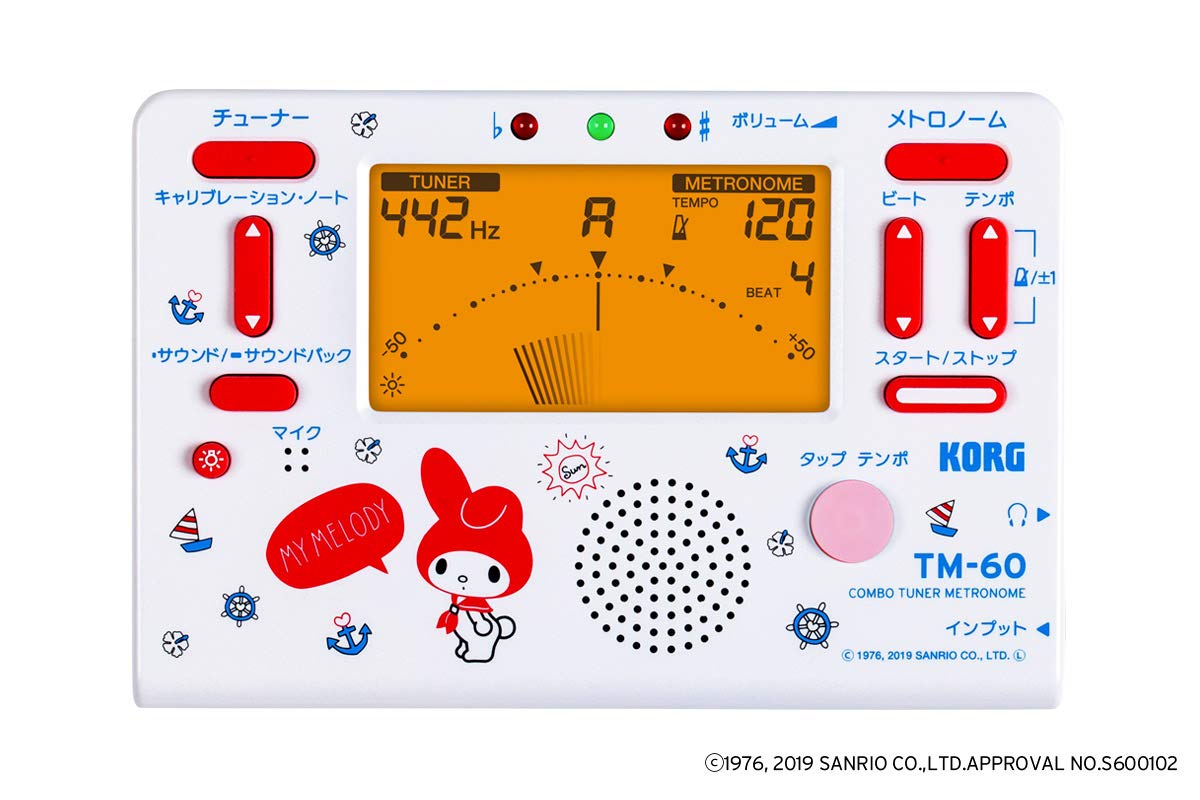 チューナー
♭
♯
ボリューム
メトロノーム
キャリブレーション・ノート
ビート
テンポ
TUNER
442 Hz
A
METRONOME
TEMPO
120
BEAT 4
-50
+50
/±1
サウンド/サウンドバック
スタート/ストップ
マイク
MY MELODY
Sun
タップ テンポ
KORG
TM-60
COMBO TUNER METRONOME
インプット
©1976, 2019 SANRIO CO., LTD. Ⓛ
©1976, 2019 SANRIO CO.,LTD.APPROVAL NO.S600102